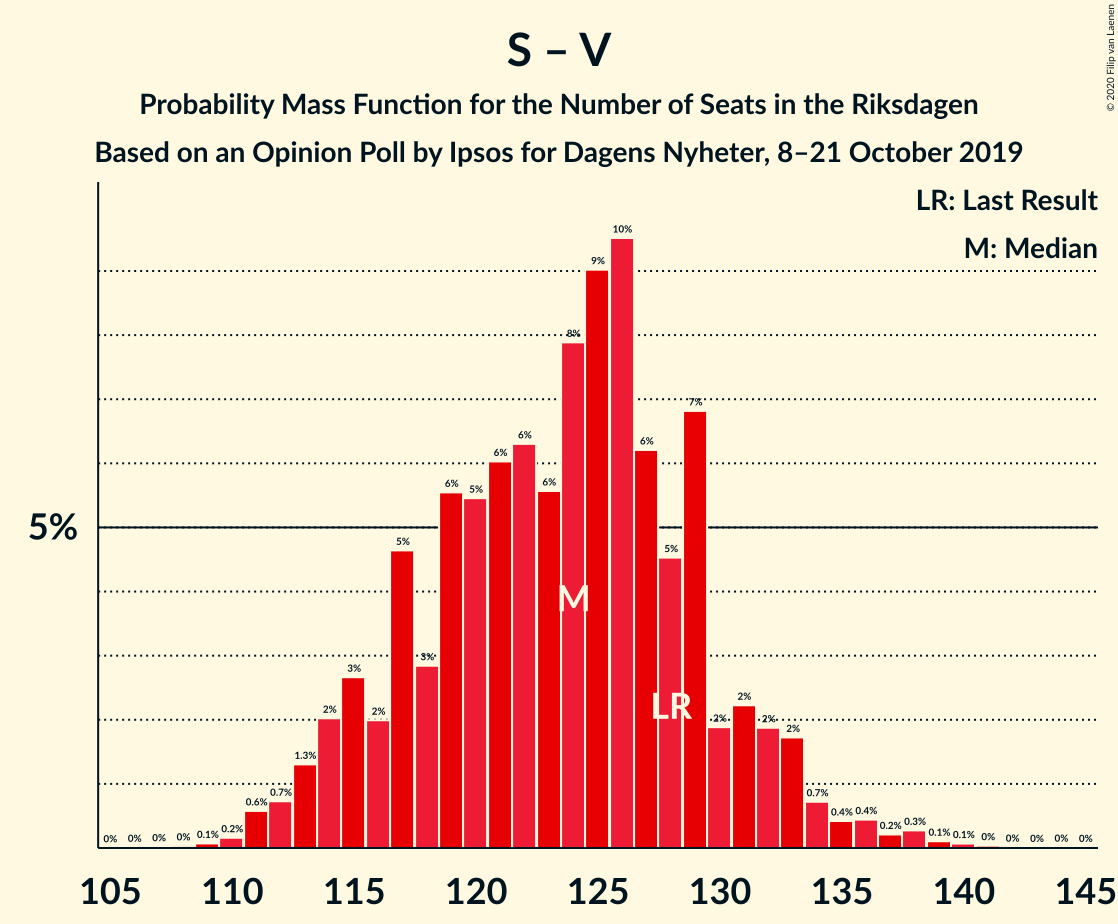 © 2020 Filip van Laenen
S – V
Probability Mass Function for the Number of Seats in the Riksdagen
Based on an Opinion Poll by Ipsos for Dagens Nyheter, 8–21 October 2019
LR: Last Result
M: Median
5%
0% 0% 0% 0% 0.1% 0.2% 0.6% 0.7% 1.3% 2% 3% 2% 5% 3% 6% 5% 6% 6% 6% 8% 9% 10% 6% 5% 7% 2% 2% 2% 2% 0.7% 0.4% 0.4% 0.2% 0.3% 0.1% 0.1% 0% 0% 0% 0% 0%
M
LR
105 110 115 120 125 130 135 140 145